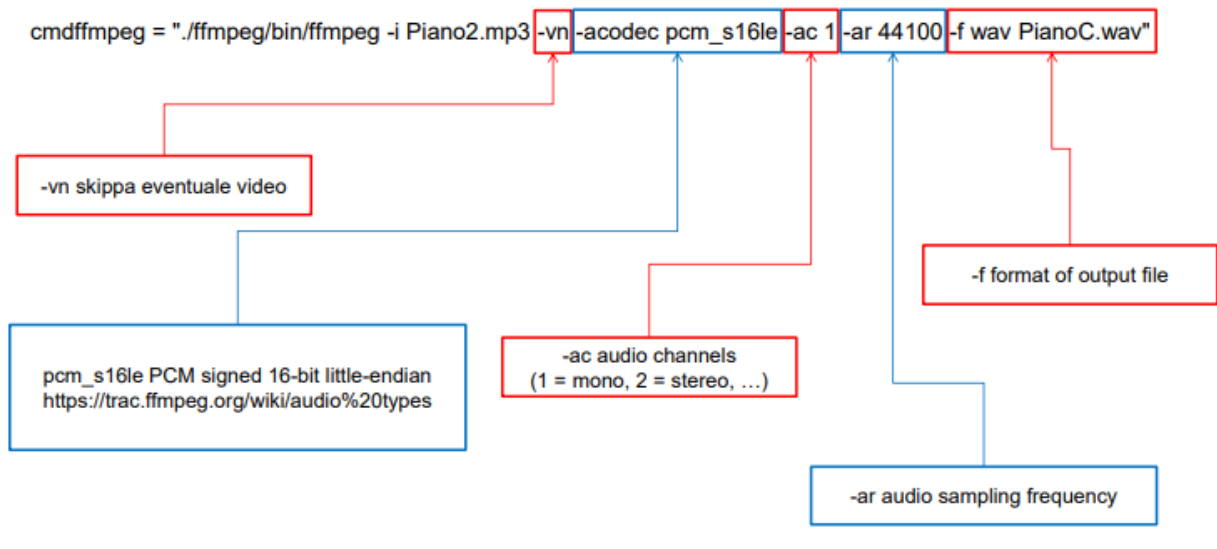 cmdffmpeg = "./ffmpeg/bin/ffmpeg -i Piano2.mp3 -vn -acodec pcm_s16le -ac 1 -ar 44100 -f wav PianoC.wav"
-vn skippa eventuale video
-f format of output file
-ac audio channels
(1 = mono, 2 = stereo, …)
pcm_s16le PCM signed 16-bit little-endian
https://trac.ffmpeg.org/wiki/audio%20types
-ar audio sampling frequency